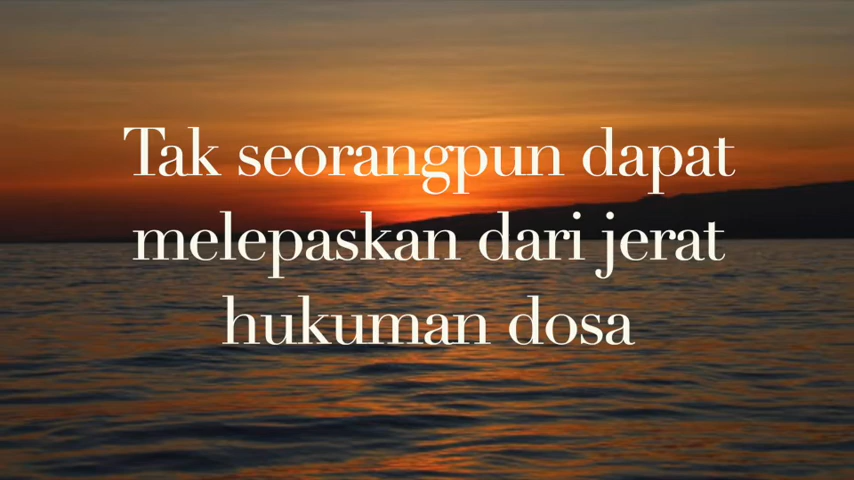 Tak seorangpun dapat
melepaskan dari jerat
hukuman dosa